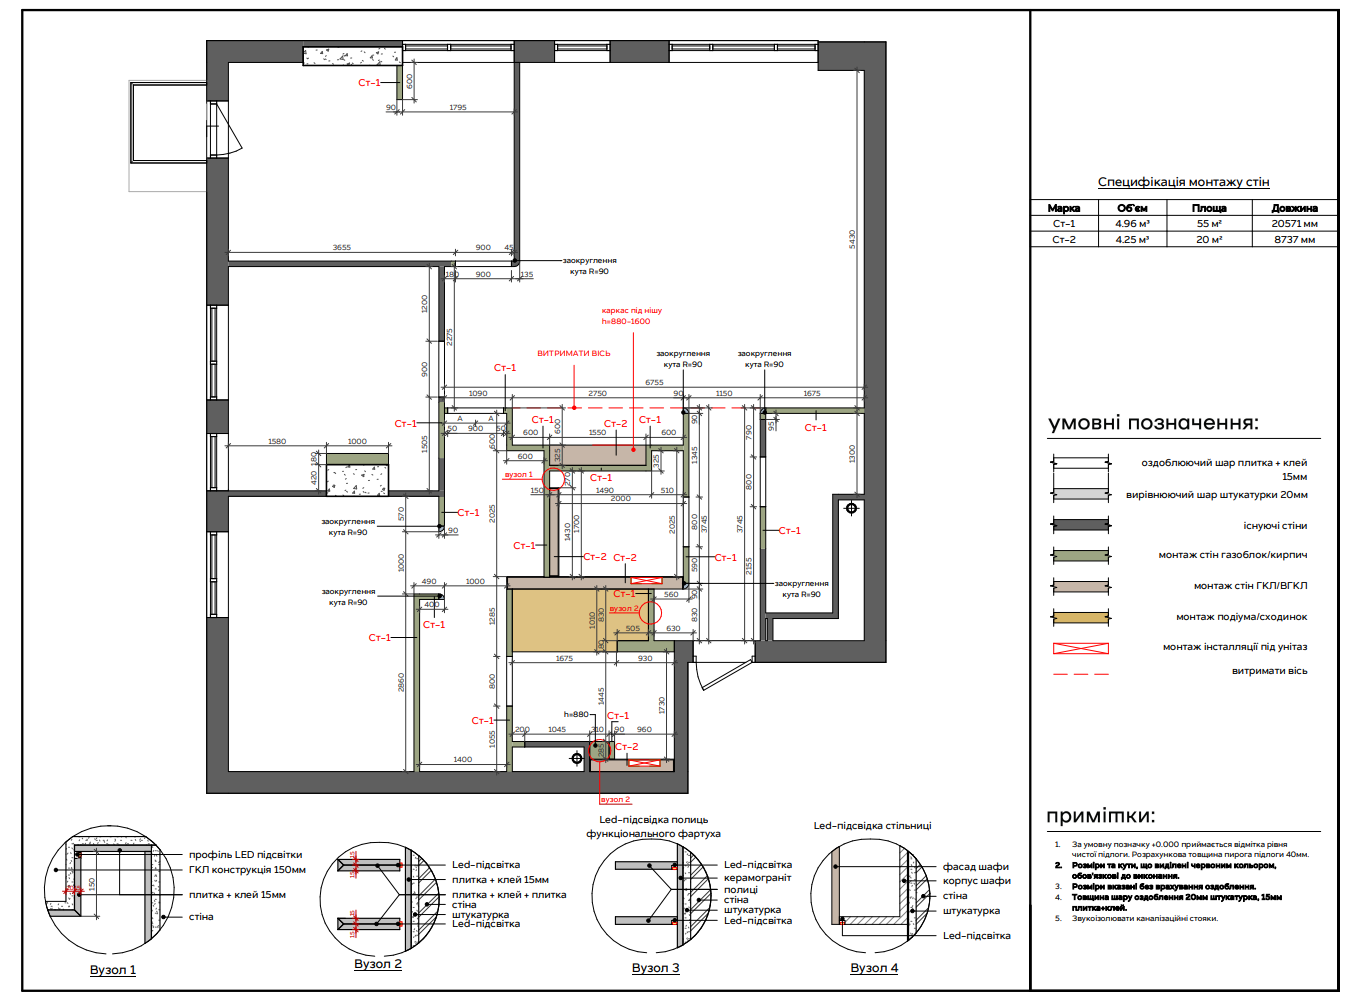 Ст-1
600
90
1795
3655
900
45
заокруглення
кута R=90
180
900
135
5430
1200
2275
900
каркас під нішу
h=880-1600
ВИТРИМАТИ ВІСЬ
заокруглення
кута R=90
заокруглення
кута R=90
Ст-1
6755
1090
2750
90
1150
1675
Ст-1
А
А
50
900
50
Ст-1
Ст-2
Ст-1
600
600
1550
600
90
95
790
Ст-1
1580
1000
1505
600
600
325
325
1345
1300
180
420
вузол 1
270
Ст-1
150
1490
510
2000
800
570
Ст-1
заокруглення
кута R=90
90
2025
1430
1700
2025
800
3745
3745
Ст-1
Ст-1
Ст-2
Ст-2
Ст-1
1000
590
2155
490
1000
заокруглення
кута R=90
400
Ст-1
Ст-1
1285
Ст-1
560
90
заокруглення
кута R=90
вузол 2
1010
830
830
505
630
1675
930
2860
800
1445
1730
h=880
Ст-1
Ст-1
200
1045
310
90
960
1055
285
Ст-2
1400
вузол 2
Специфікація монтажу стін
Марка Об'єм Площа Довжина
Ст-1 4.96 м³ 55 м² 20571 мм
Ст-2 4.25 м³ 20 м² 8737 мм
умовні позначення:
оздоблюючий шар плитка + клей
15мм
вирівнюючий шар штукатурки 20мм
існуючі стіни
монтаж стін газоблок/кирпич
монтаж стін ГКЛ/ВГКЛ
монтаж подіума/сходинок
монтаж інсталляції під унітаз
витримати вісь
примітки:
1. За умовну позначку +0.000 приймається відмітка рівня
чистої підлоги. Розрахункова товщина пирога підлоги 40мм.
2. Розміри та кути, що виділені червоним кольором,
обов'язкові до виконання.
3. Розміри вказані без врахування оздоблення.
4. Товщина шару оздоблення 20мм штукатурка, 15мм
плитка+клей.
5. Звукоізолювати каналізаційні стояки.
профіль LED підсвітки
ГКЛ конструкція 150мм
150
плитка + клей 15мм
стіна
Вузол 1
15
Led-підсвітка
плитка + клей 15мм
плитка + клей + плитка
стіна
штукатурка
Led-підсвітка
15
Вузол 2
Led-підсвітка полиць
функціонального фартуха
Led-підсвітка
керамограніт
полиці
стіна
штукатурка
Led-підсвітка
Вузол 3
Led-підсвітка стільниці
фасад шафи
корпус шафи
стіна
штукатурка
Led-підсвітка
Вузол 4